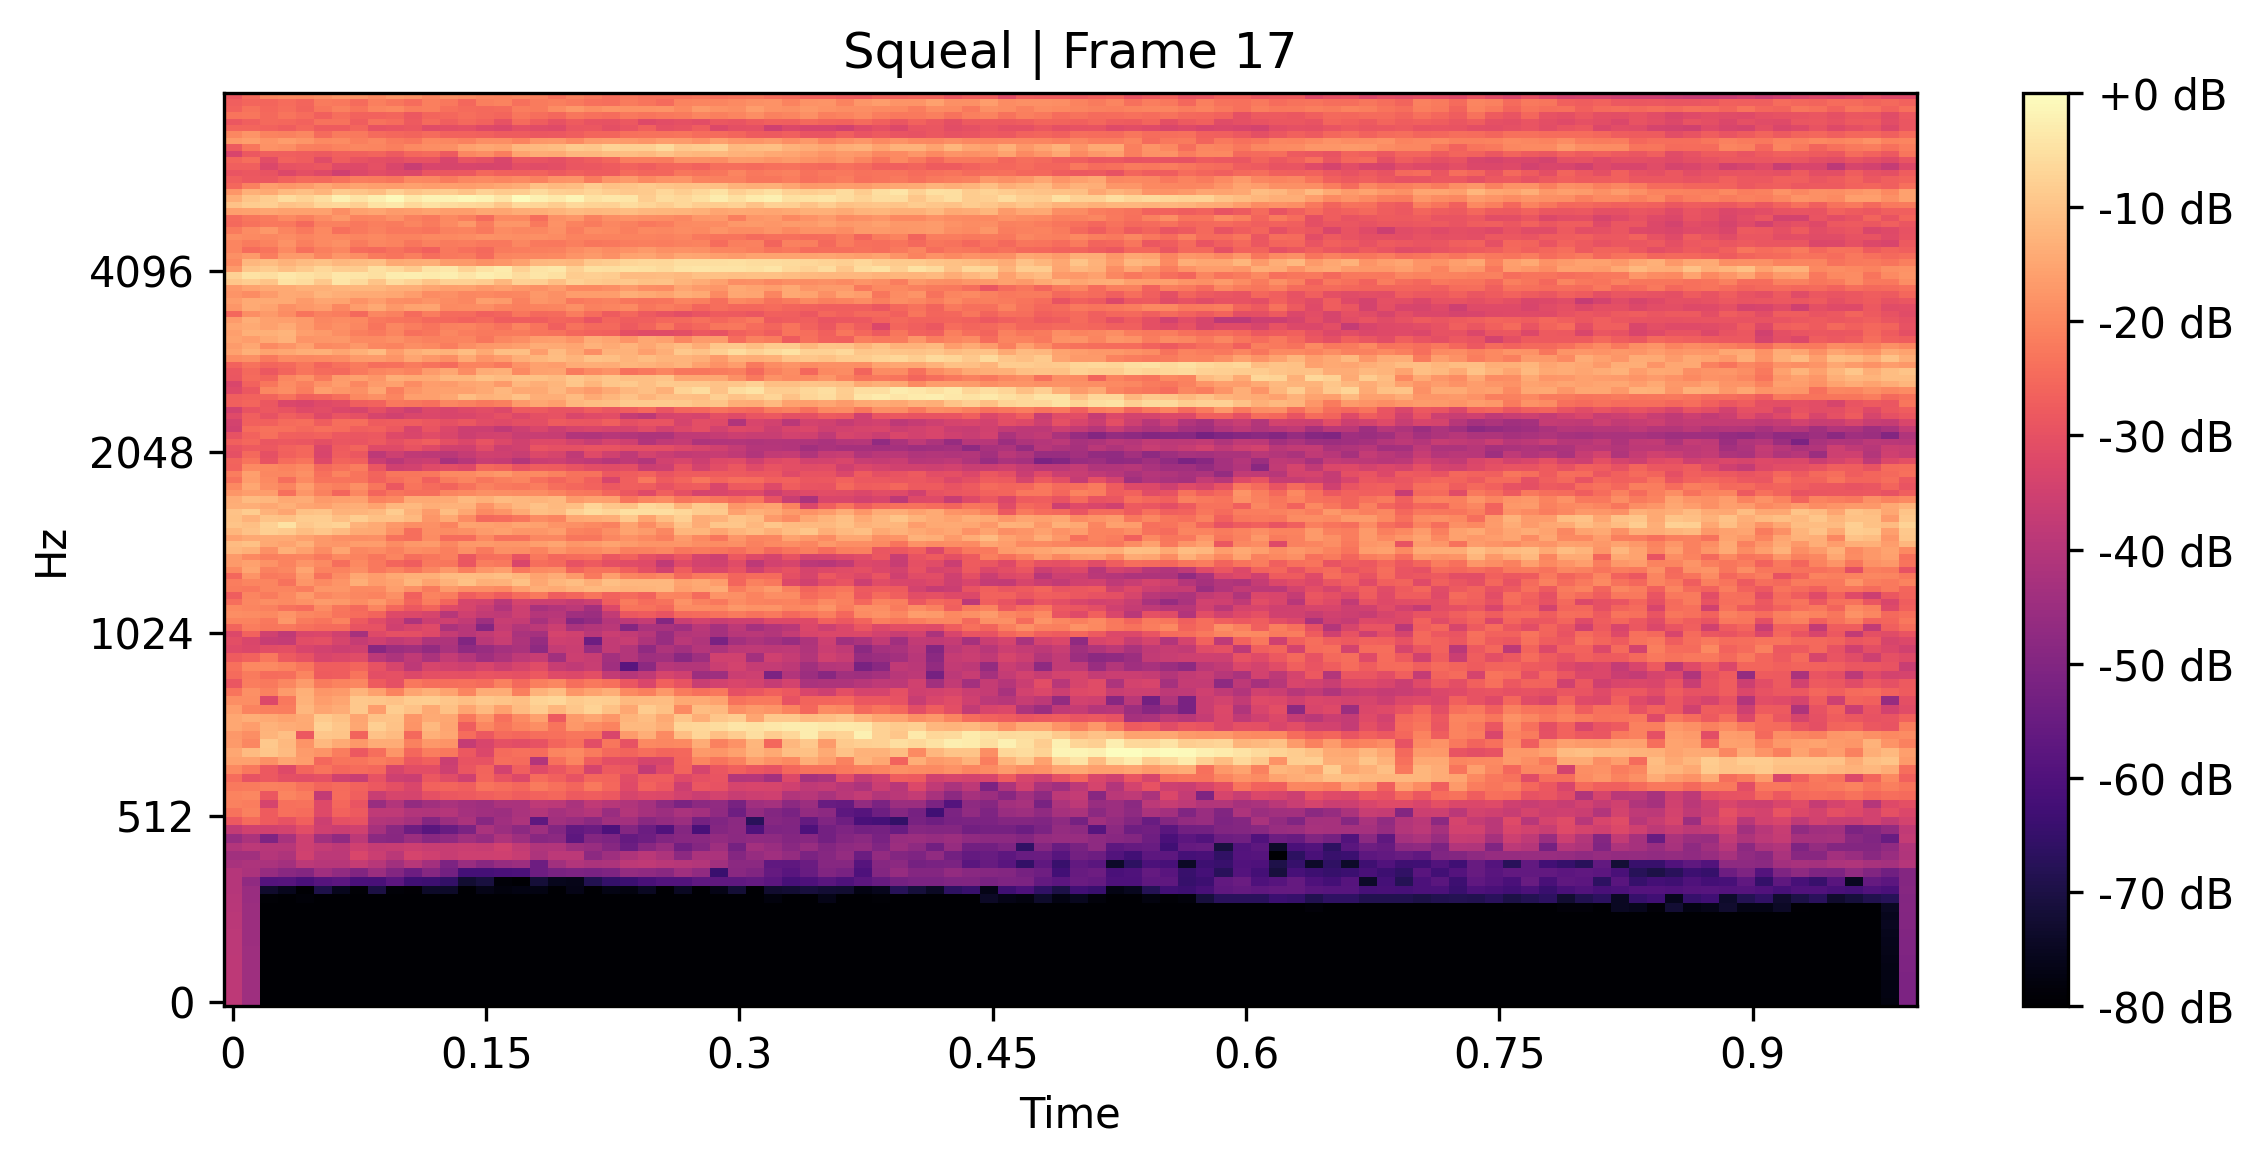 Squeal | Frame 17
+0 dB
-10 dB
-20 dB
-30 dB
-40 dB
-50 dB
-60 dB
-70 dB
-80 dB
Hz
4096
2048
1024
512
0
0 0.15 0.3 0.45 0.6 0.75 0.9
Time